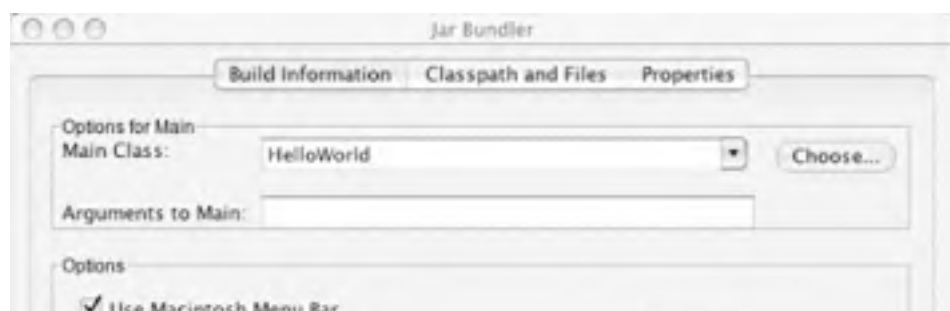 Jar Bundler
Build Information Classpath and Files Properties
Options for Main
Main Class: HelloWorld Choose...
Arguments to Main:
Options
Use Macintosh Menu Bar